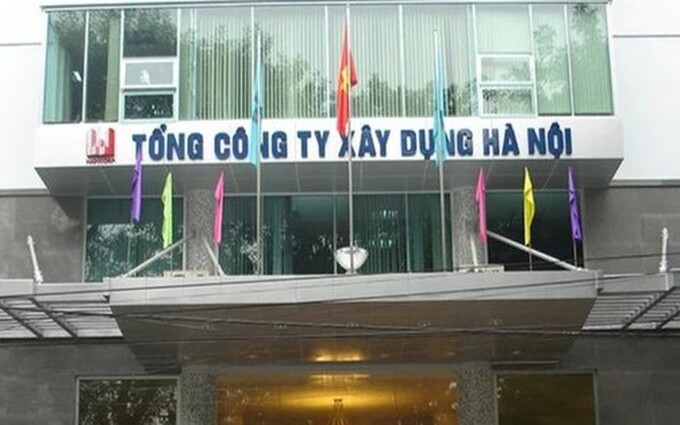 TỔNG CÔNG TY XÂY DỰNG HÀ NỘI